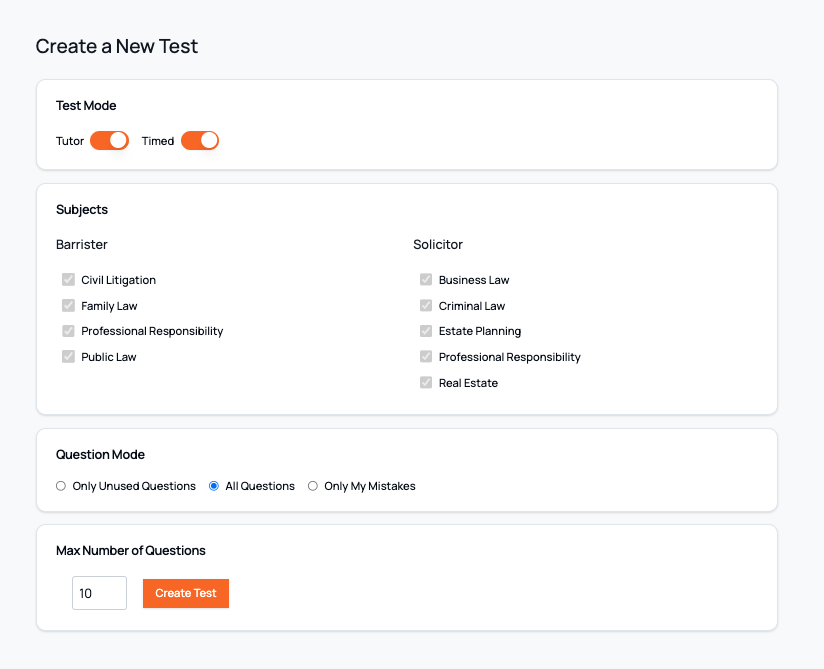 Create a New Test
Test Mode
Tutor Timed
Subjects
Barrister
Civil Litigation
Family Law
Professional Responsibility
Public Law
Solicitor
Business Law
Criminal Law
Estate Planning
Professional Responsibility
Real Estate
Question Mode
Only Unused Questions All Questions Only My Mistakes
Max Number of Questions
10 Create Test